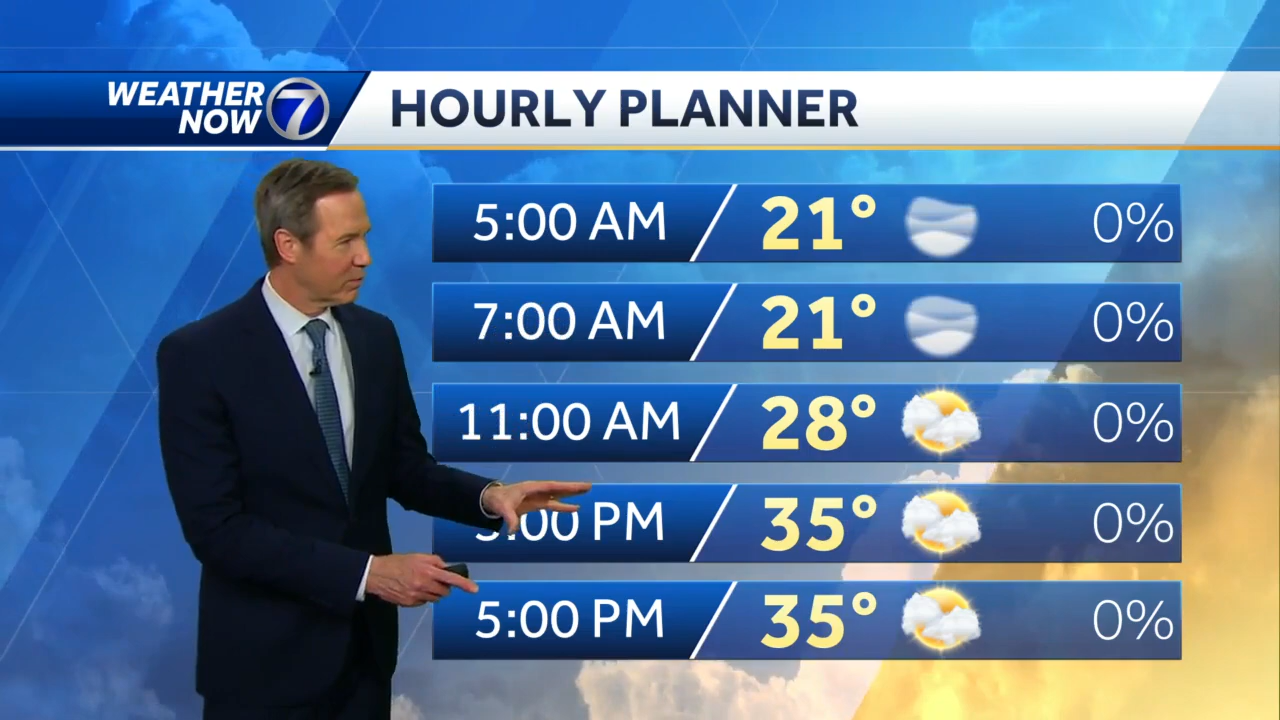 WEATHER
NOW 7
HOURLY PLANNER
5:00 AM 21° 0%
7:00 AM 21° 0%
11:00 AM 28° 0%
:00 PM 35° 0%
5:00 PM 35° 0%